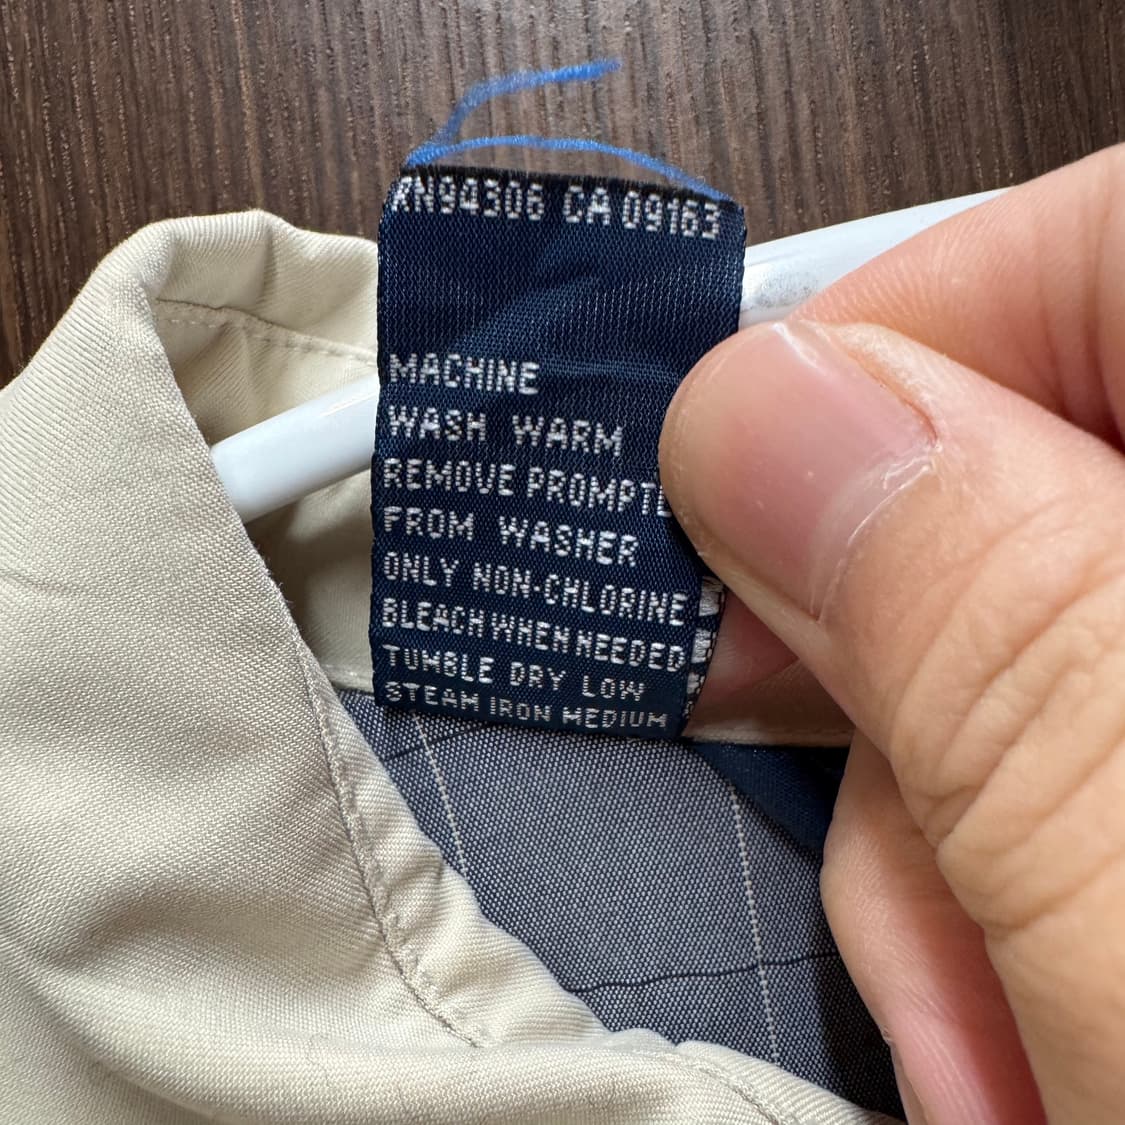 RN94306 CA 09163
MACHINE
WASH WARM
REMOVE PROMPTL
FROM WASHER
ONLY NON-CHLORINE
BLEACH WHEN NEEDED
TUMBLE DRY LOW
STEAM IRON MEDIUM